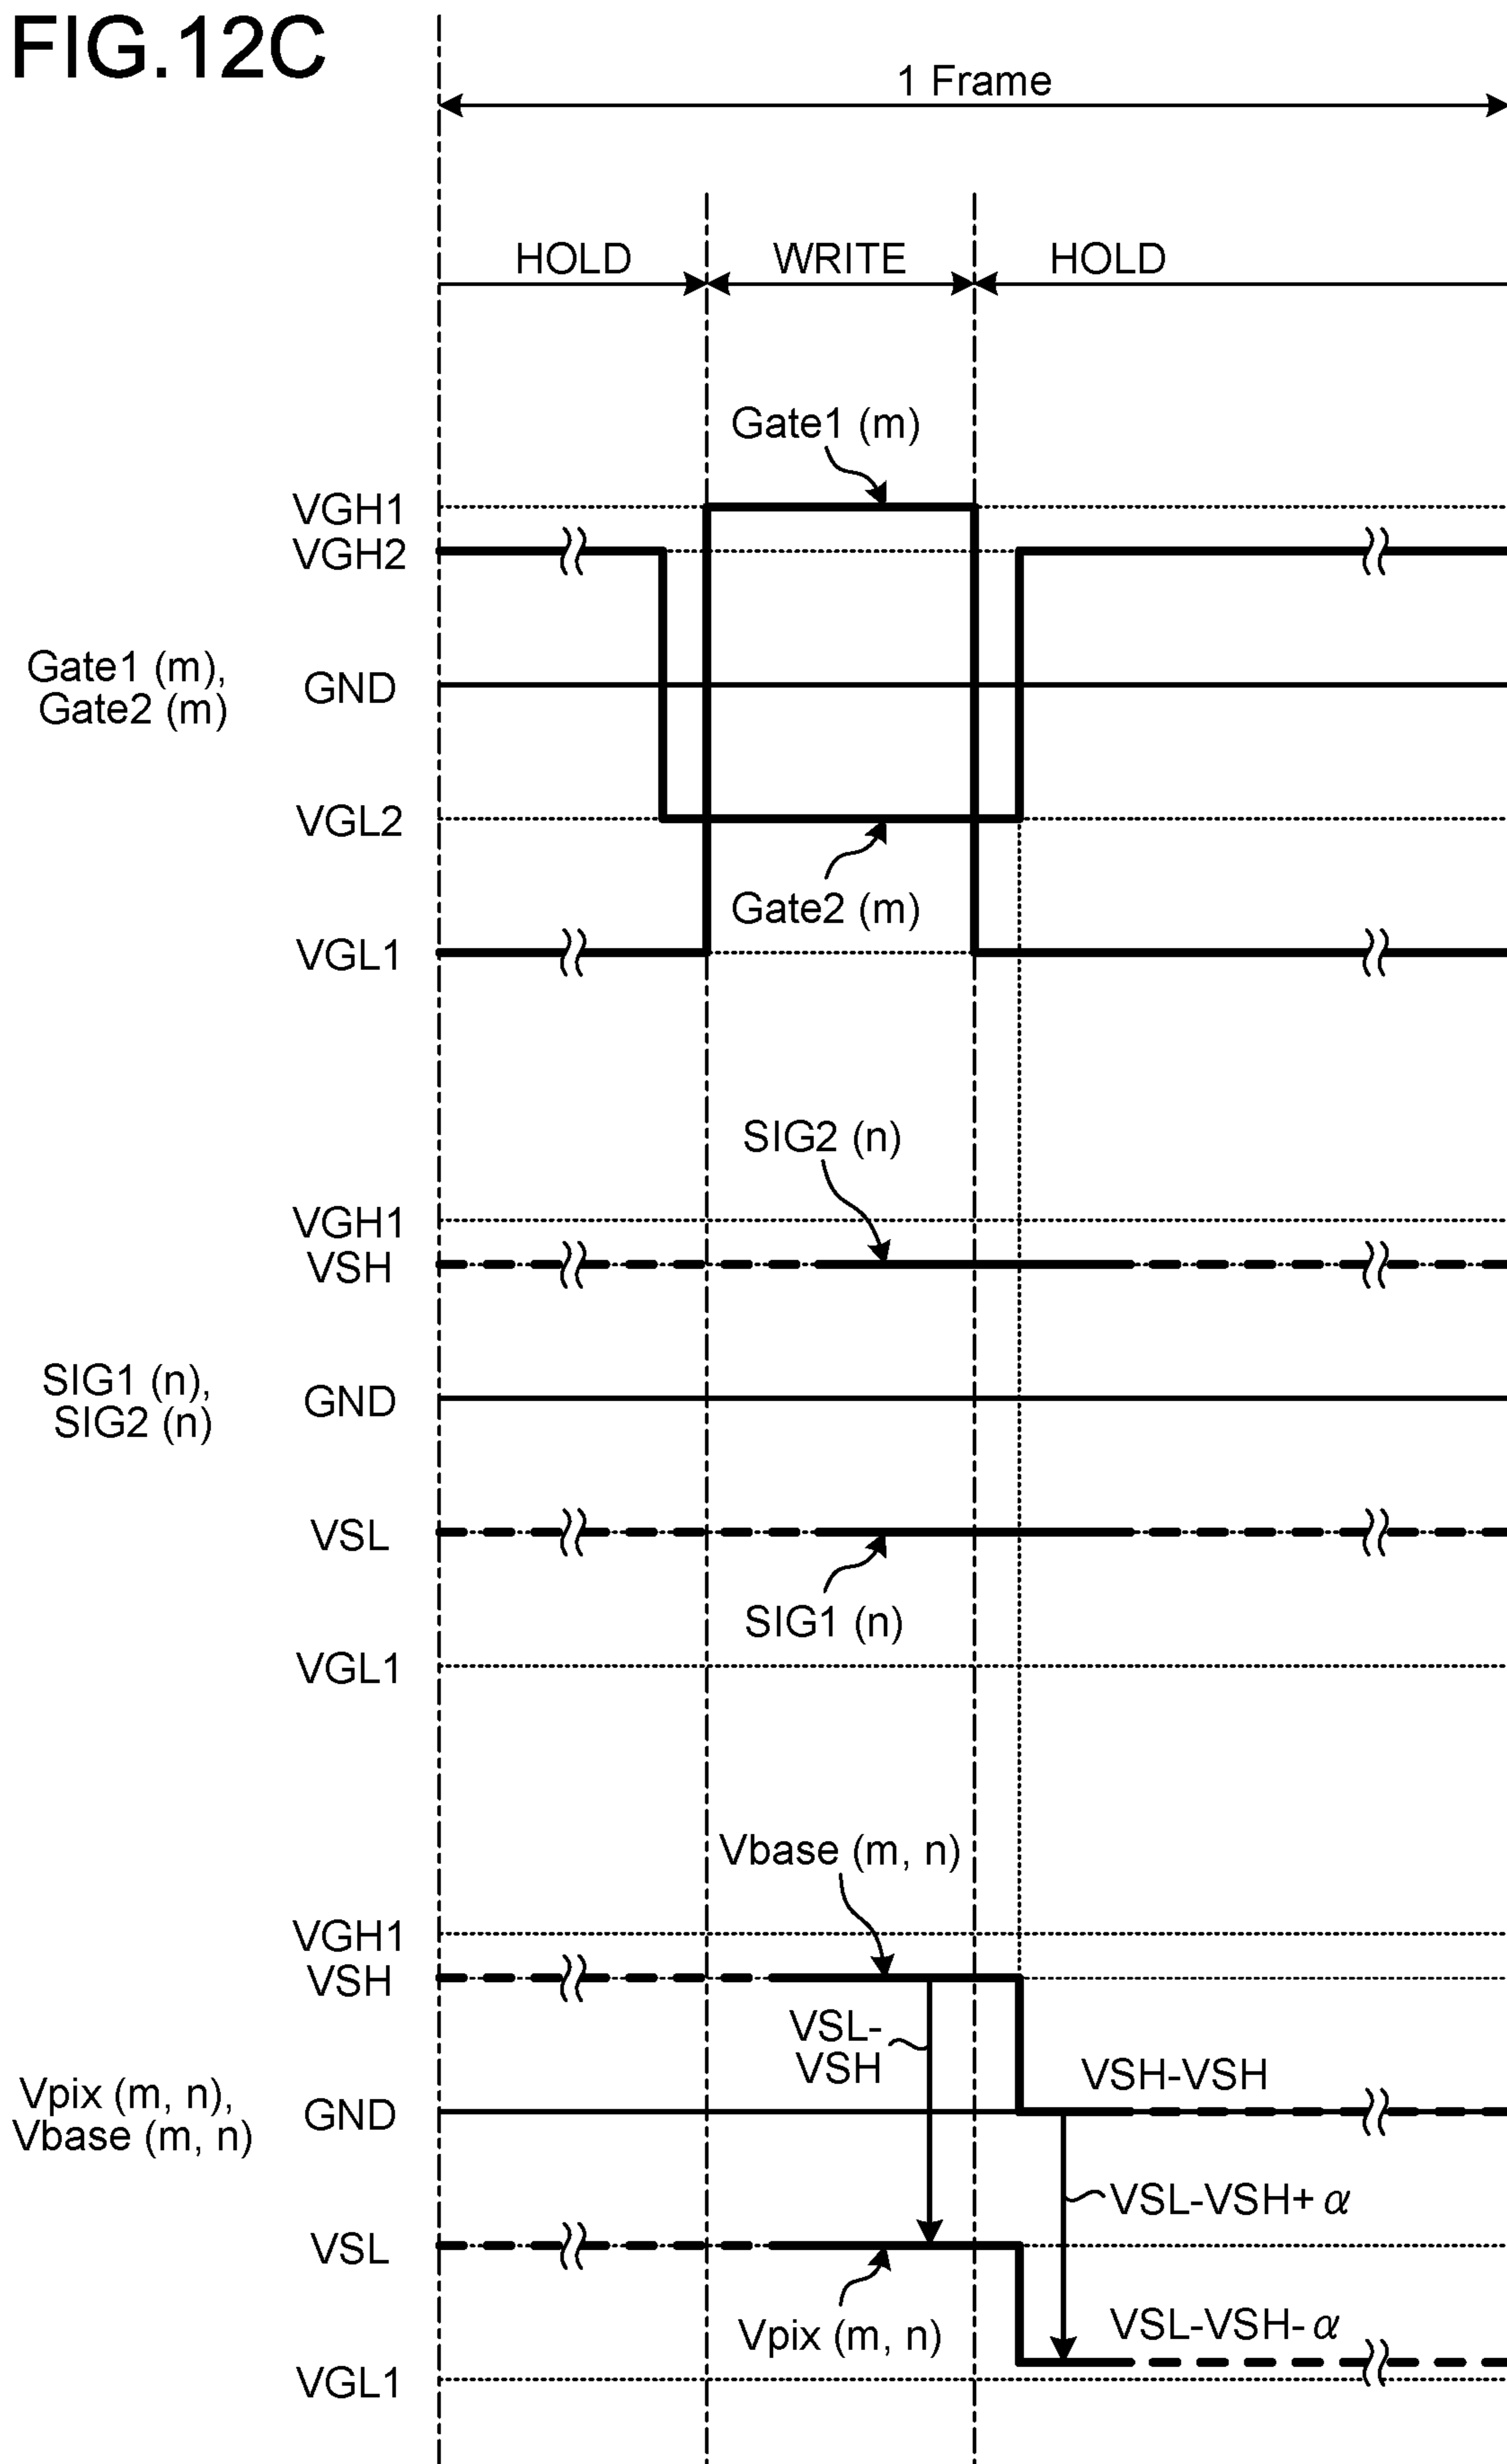 FIG.12C
1 Frame
HOLD
WRITE
HOLD
Gate1 (m)
VGH1
VGH2
Gate1 (m),
Gate2 (m)
GND
VGL2
Gate2 (m)
VGL1
SIG2 (n)
VGH1
VSH
SIG1 (n),
SIG2 (n)
GND
VSL
SIG1 (n)
VGL1
Vbase (m, n)
VGH1
VSH
VSL-
VSH
VSH-VSH
Vpix (m, n),
Vbase (m, n)
GND
VSL-VSH+α
VSL
Vpix (m, n)
VSL-VSH-α
VGL1